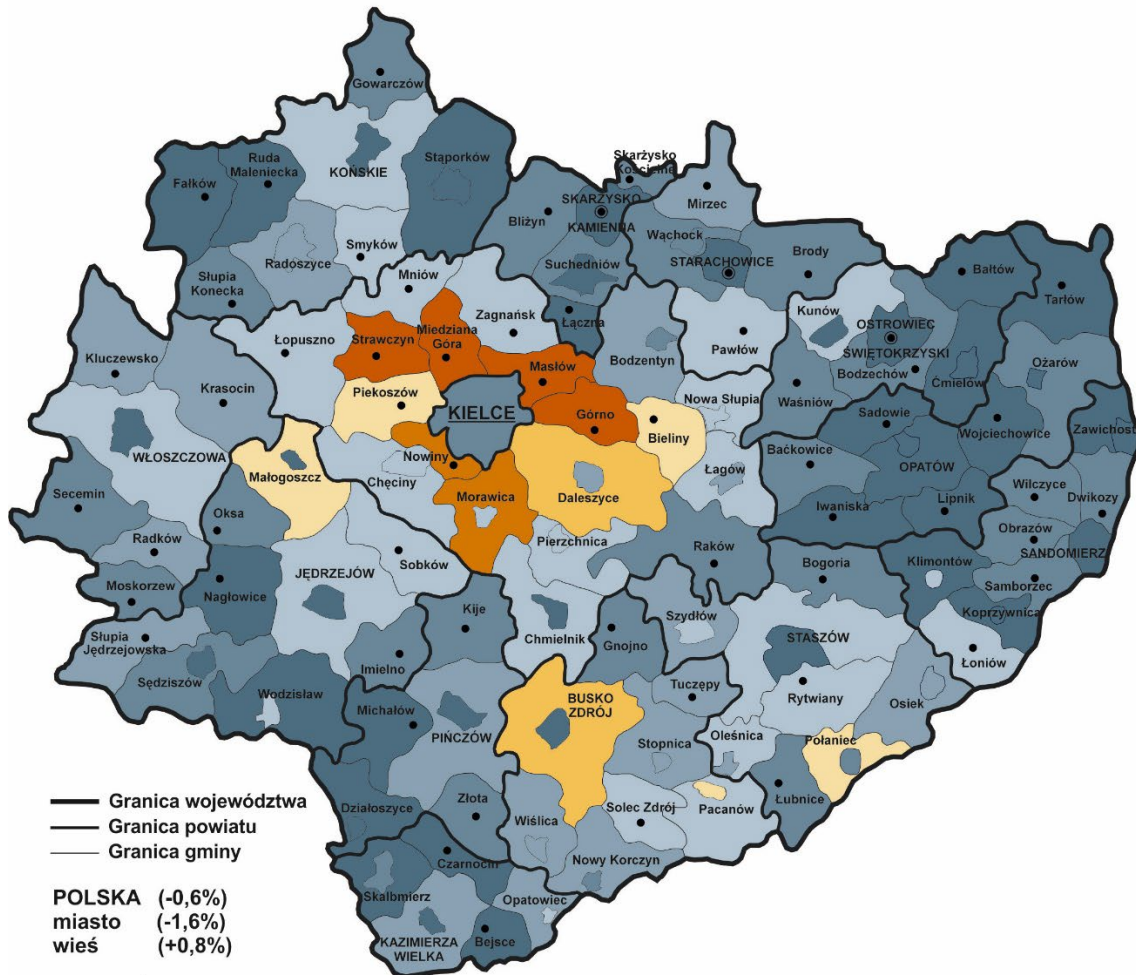 Gowarczów
Ruda
Maleniecka
KOŃSKIE
Stąporków
Fałków
Skarżysko
Kościelne
SKARŻYSKO
KAMIENNA
Mirzec
Bliżyn
Wąchock
Smyków
Radoszyce
Suchedniów
STARACHOWICE
Brody
Bałtów
Słupia
Konecka
Mniów
Zagnańsk
Łączna
Tarłów
Kunów
OSTROWIEC
ŚWIĘTOKRZYSKI
Łopuszno
Strawczyn
Miedziana
Góra
Bodzentyn
Pawłów
Bodzechów
Ożarów
Kluczewsko
Krasocin
Masłów
Ćmielów
Piekoszów
KIELCE
Nowa Słupia
Waśniów
Górno
Sadowie
Wojciechowice
Zawichost
Bieliny
WŁOSZCZOWA
Nowiny
Baćkowice
OPATÓW
Małogoszcz
Chęciny
Łagów
Secemin
Morawica
Daleszyce
Wilczyce
Dwikozy
Oksa
Iwaniska
Lipnik
Obrazów
Radków
Pierzchnica
Raków
SANDOMIERZ
Sobków
Bogoria
Klimontów
JĘDRZEJÓW
Samborzec
Moskorzew
Nagłowice
Kije
Koprzywnica
Słupia
Jędrzejowska
Chmielnik
Gnojno
Szydłów
STASZÓW
Łoniów
Imielno
Sędziszów
Wodzisław
Tuczępy
Rytwiany
Michałów
BUSKO
ZDRÓJ
Osiek
PIŃCZÓW
Stopnica
Oleśnica
Połaniec
Łubnice
Działoszyce
Złota
Wiślica
Solec Zdrój
Pacanów
Czarnocin
Nowy Korczyn
Skalbmierz
Opatowiec
KAZIMIERZA
WIELKA
Bejsce
Granica województwa
Granica powiatu
Granica gminy
POLSKA (-0,6%)
miasto (-1,6%)
wieś (+0,8%)